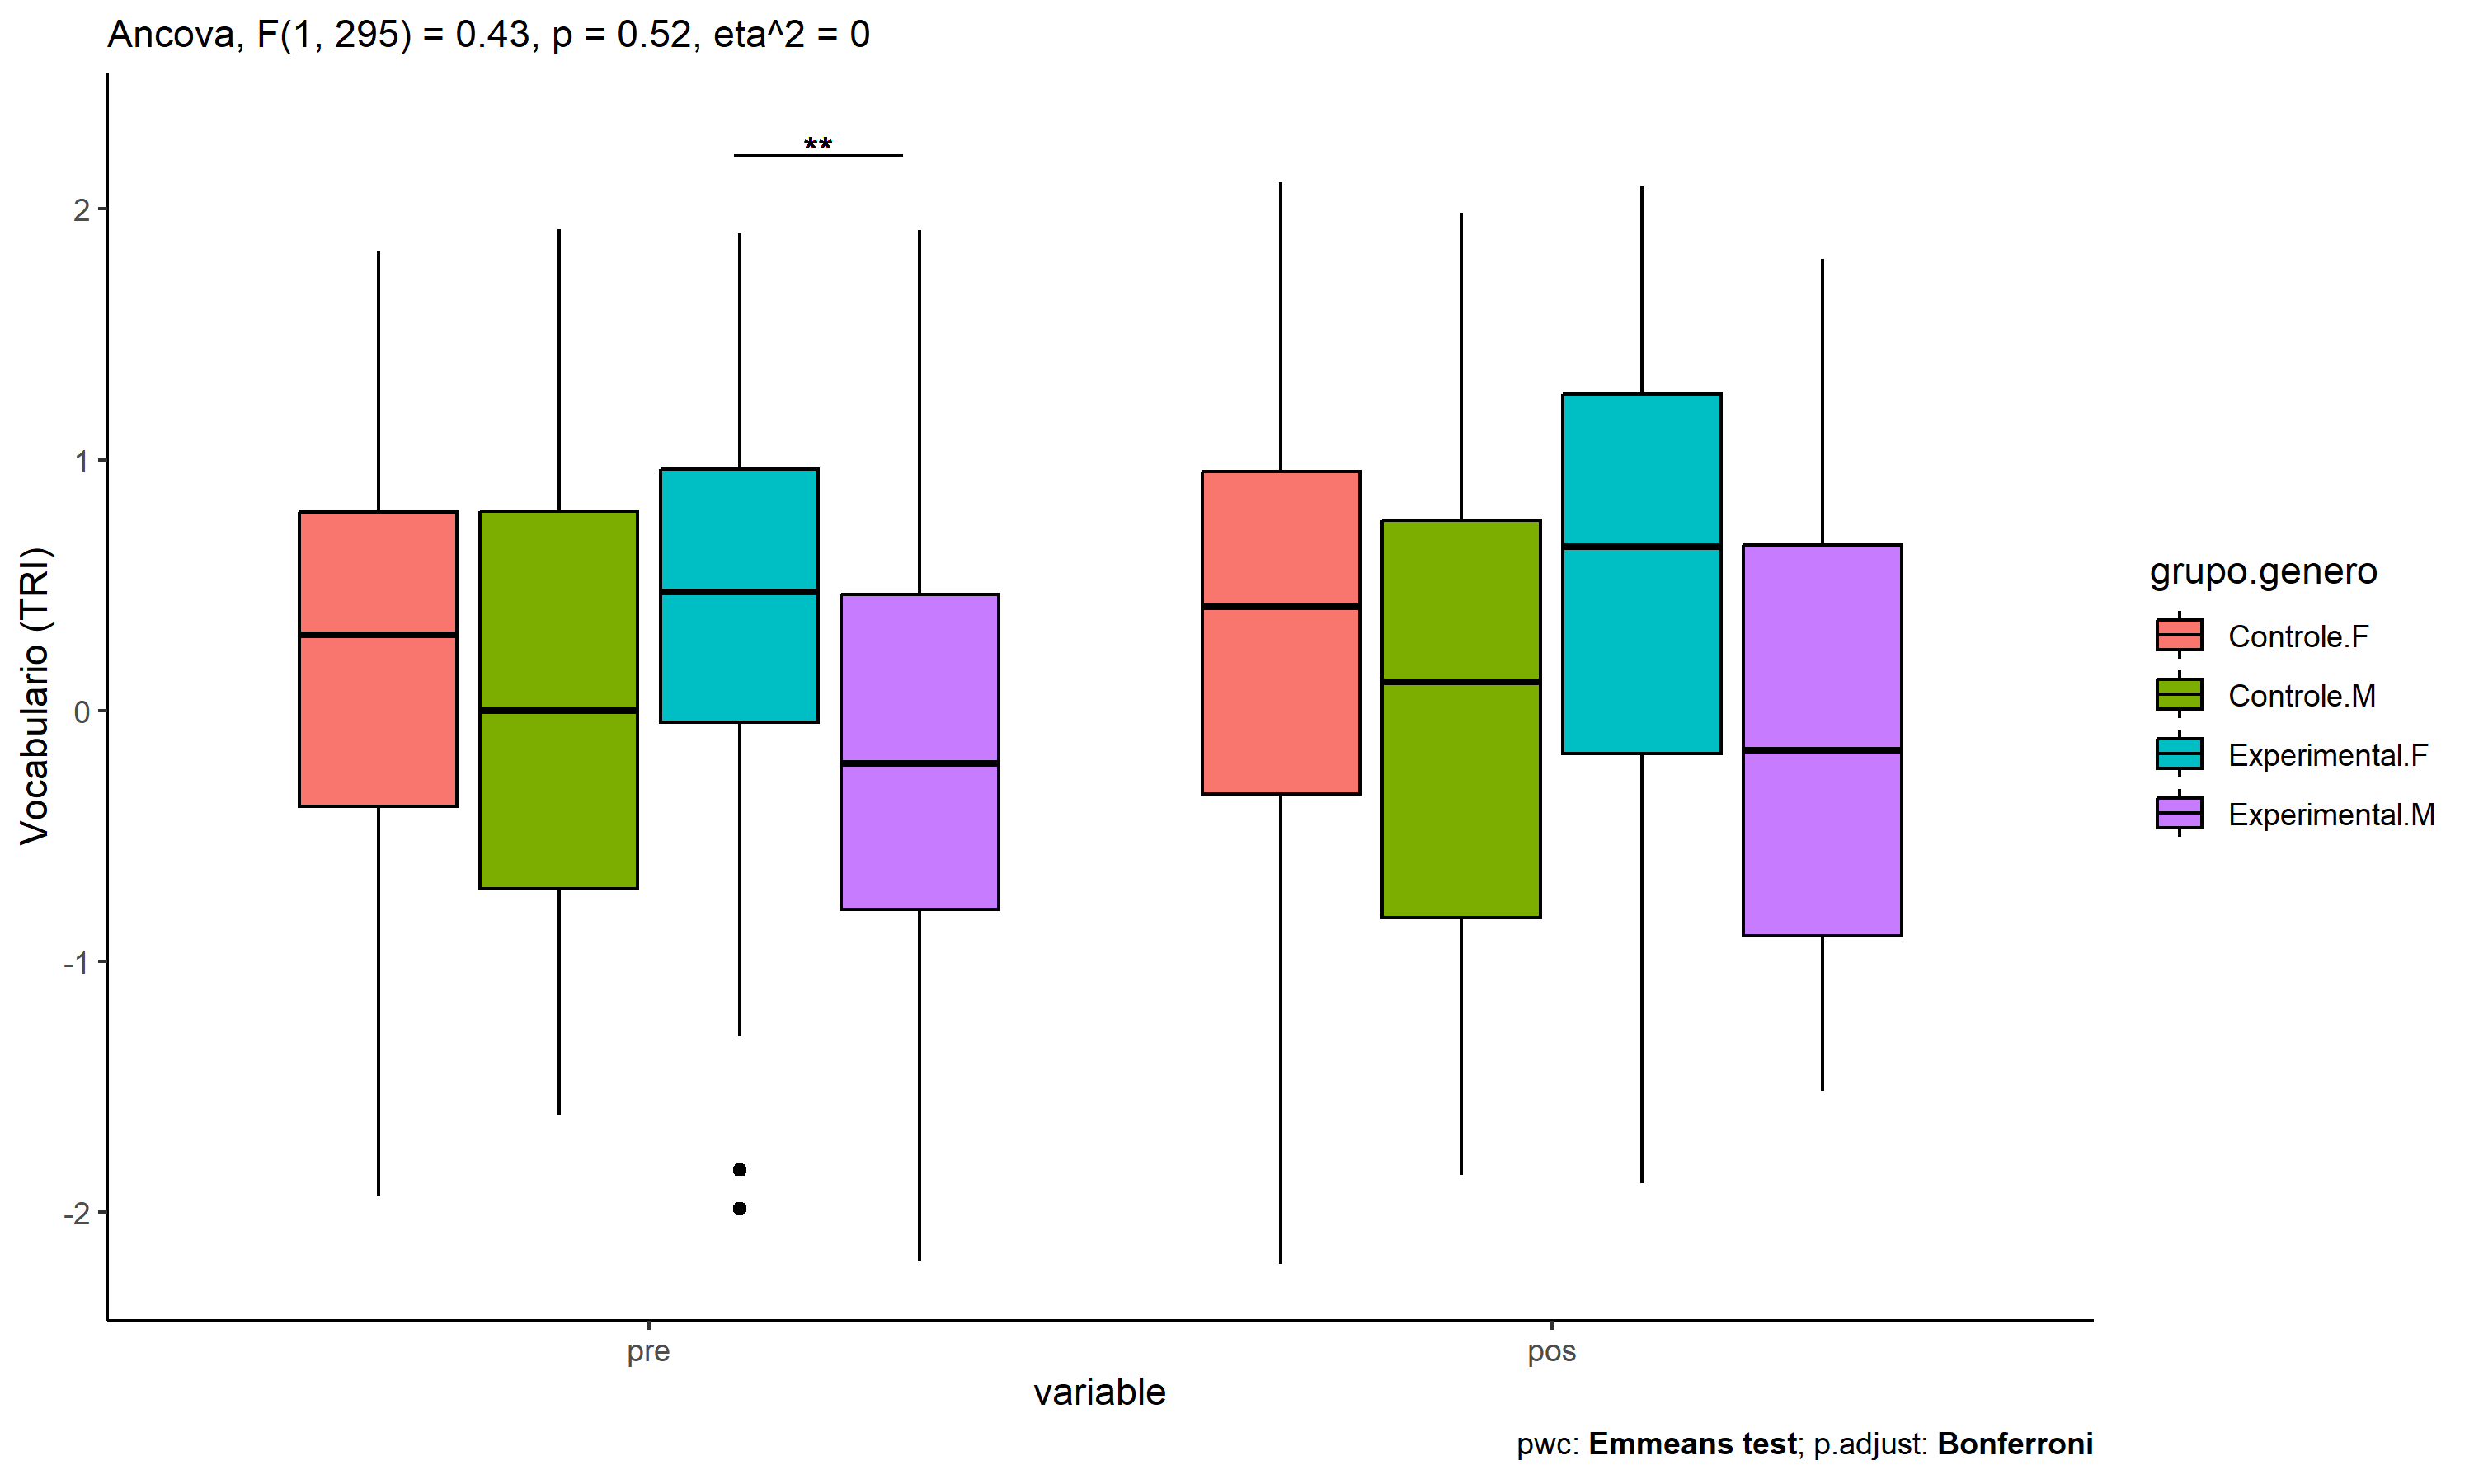 Ancova, F(1, 295) = 0.43, p = 0.52, eta^2 = 0
**
2
1
0
-1
-2
Vocabulario (TRI)
pre
pos
variable
grupo.genero
Controle.F
Controle.M
Experimental.F
Experimental.M
pwc: Emmeans test; p.adjust: Bonferroni